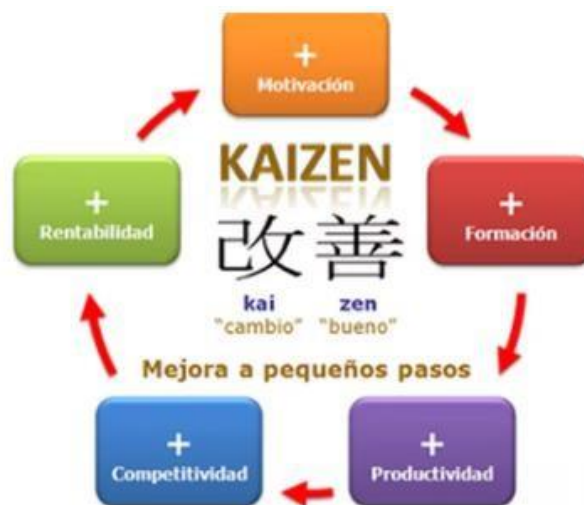 +
Motivación
KAIZEN
改善
kai zen
"cambio" "bueno"
Mejora a pequeños pasos
+
Rentabilidad
+
Formación
+
Competitividad
+
Productividad